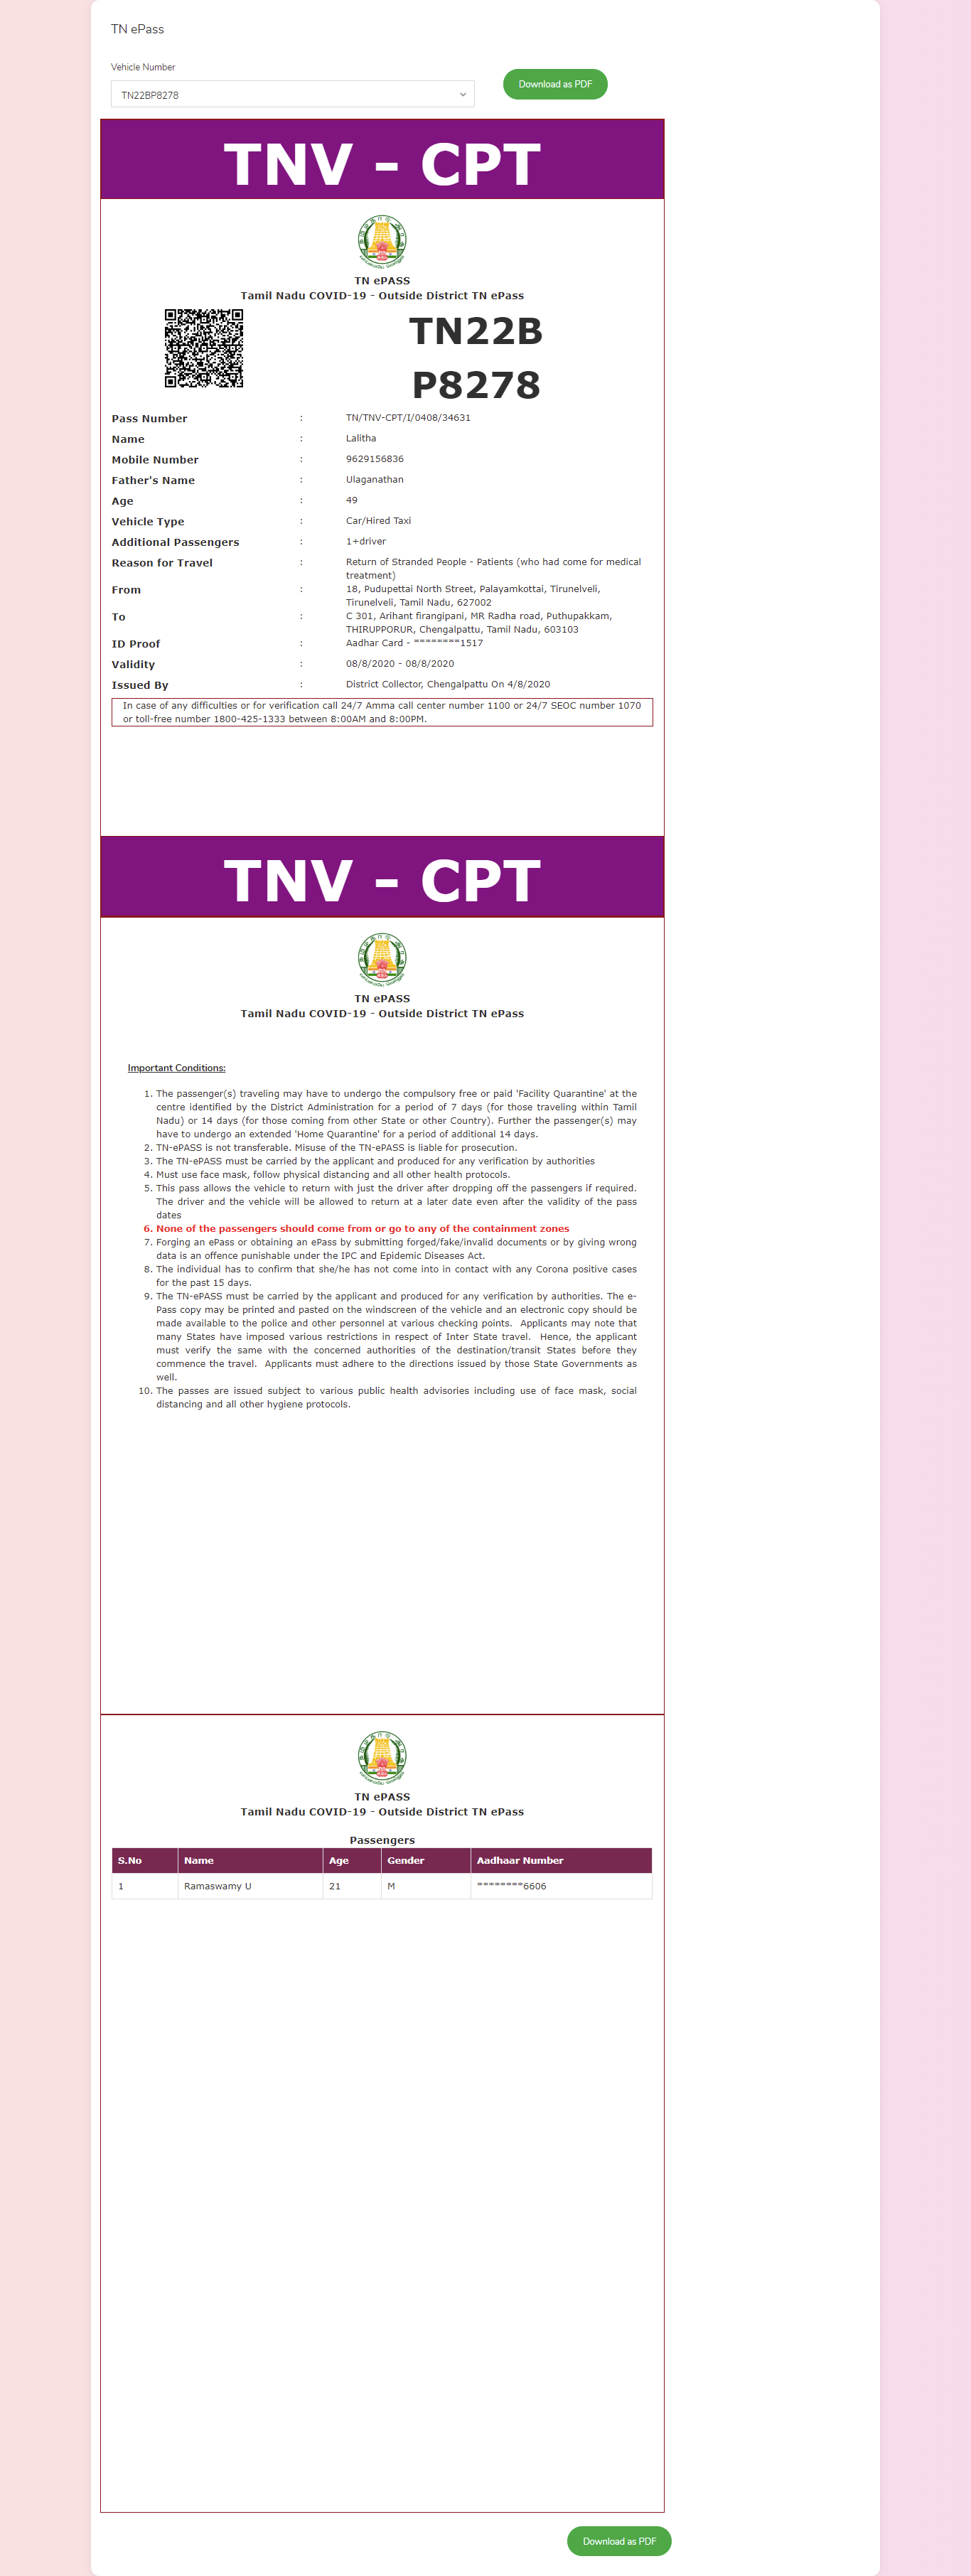 TN ePass
Vehicle Number
TN22BP8278
Download as PDF
TNV - CPT
TN ePASS
Tamil Nadu COVID-19 - Outside District TN ePass
TN22B
P8278
Pass Number : TN/TNV-CPT/I/0408/34631
Name : Lalitha
Mobile Number : 9629156836
Father's Name : Ulaganathan
Age : 49
Vehicle Type : Car/Hired Taxi
Additional Passengers : 1+driver
Reason for Travel : Return of Stranded People - Patients (who had come for medical
treatment)
From : 18, Pudupettai North Street, Palayamkottai, Tirunelveli,
Tirunelveli, Tamil Nadu, 627002
To : C 301, Arihant firangipani, MR Radha road, Puthupakkam,
THIRUPPORUR, Chengalpattu, Tamil Nadu, 603103
ID Proof : Aadhar Card - ********1517
Validity : 08/8/2020 - 08/8/2020
Issued By : District Collector, Chengalpattu On 4/8/2020
In case of any difficulties or for verification call 24/7 Amma call center number 1100 or 24/7 SEOC number 1070
or toll-free number 1800-425-1333 between 8:00AM and 8:00PM.
TNV - CPT
TN ePASS
Tamil Nadu COVID-19 - Outside District TN ePass
Important Conditions:
1. The passenger(s) traveling may have to undergo the compulsory free or paid 'Facility Quarantine' at the
centre identified by the District Administration for a period of 7 days (for those traveling within Tamil
Nadu) or 14 days (for those coming from other State or other Country). Further the passenger(s) may
have to undergo an extended 'Home Quarantine' for a period of additional 14 days.
2. TN-ePASS is not transferable. Misuse of the TN-ePASS is liable for prosecution.
3. The TN-ePASS must be carried by the applicant and produced for any verification by authorities
4. Must use face mask, follow physical distancing and all other health protocols.
5. This pass allows the vehicle to return with just the driver after dropping off the passengers if required.
The driver and the vehicle will be allowed to return at a later date even after the validity of the pass
dates
6. None of the passengers should come from or go to any of the containment zones
7. Forging an ePass or obtaining an ePass by submitting forged/fake/invalid documents or by giving wrong
data is an offence punishable under the IPC and Epidemic Diseases Act.
8. The individual has to confirm that she/he has not come into in contact with any Corona positive cases
for the past 15 days.
9. The TN-ePASS must be carried by the applicant and produced for any verification by authorities. The e-
Pass copy may be printed and pasted on the windscreen of the vehicle and an electronic copy should be
made available to the police and other personnel at various checking points. Applicants may note that
many States have imposed various restrictions in respect of Inter State travel. Hence, the applicant
must verify the same with the concerned authorities of the destination/transit States before they
commence the travel. Applicants must adhere to the directions issued by those State Governments as
well.
10. The passes are issued subject to various public health advisories including use of face mask, social
distancing and all other hygiene protocols.
TN ePASS
Tamil Nadu COVID-19 - Outside District TN ePass
Passengers
S.No Name Age Gender Aadhaar Number
1 Ramaswamy U 21 M ********6606
Download as PDF